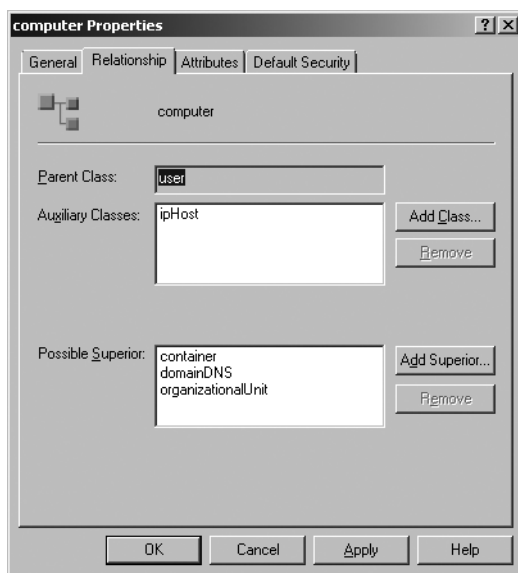 computer Properties
? X
General Relationship Attributes Default Security
computer
Parent Class: user
Auxiliary Classes: ipHost Add Class...
Remove
Possible Superior: container Add Superior...
domainDNS
organizationalUnit Remove
OK Cancel Apply Help